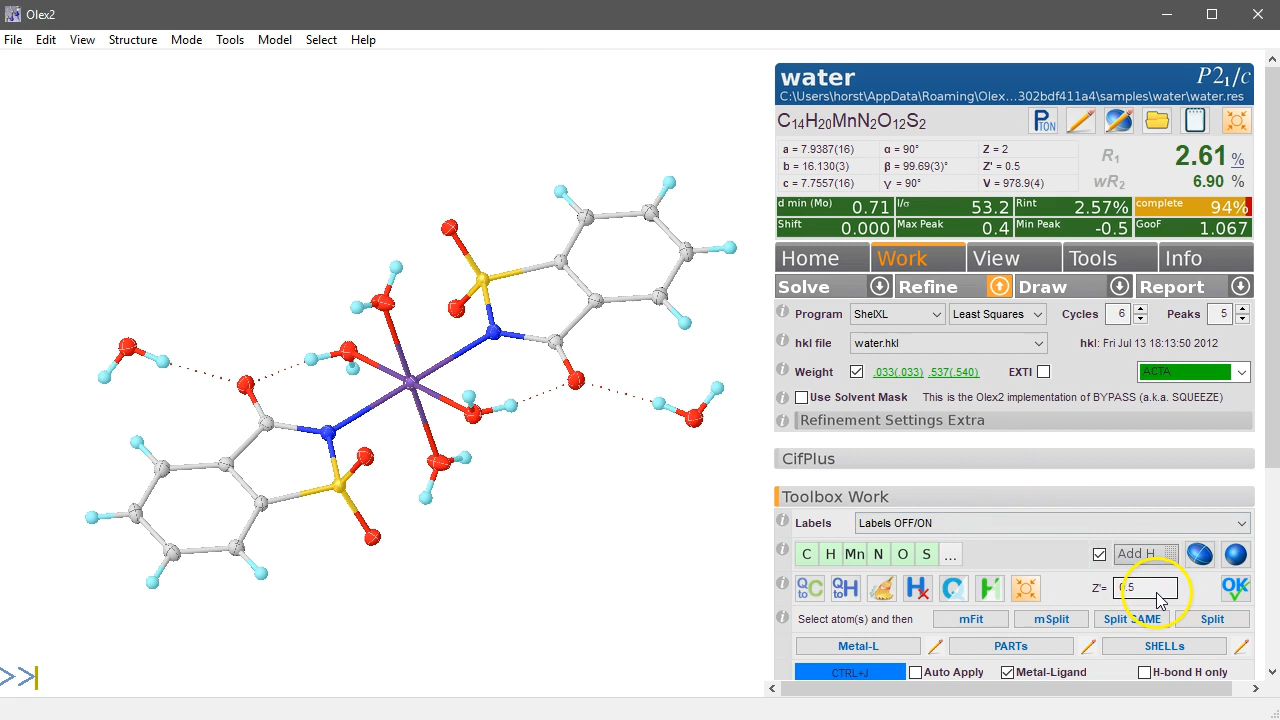 Olex2
File Edit View Structure Mode Tools Model Select Help
water P2₁/c
C:\Users\horst\AppData\Roaming\Olex...302bdf411a4\samples\water\water.res
C₁₄H₂₀MnN₂O₁₂S₂ PTON
a = 7.9387(16) α = 90° Z = 2
b = 16.130(3) β = 99.69(3)° Z' = 0.5
c = 7.7557(16) γ = 90° V = 978.9(4)
R₁ 2.61 %
wR₂ 6.90 %
d min (Mo) 0.71 I/σ 53.2 Rint 2.57% complete 94%
Shift 0.000 Max Peak 0.4 Min Peak -0.5 GooF 1.067
Home Work View Tools Info
Solve Refine Draw Report
Program ShelXL Least Squares Cycles 6 Peaks 5
hkl file water.hkl hkl: Fri Jul 13 18:13:50 2012
Weight .033(.033) .537(.540) EXTI ACTA
Use Solvent Mask This is the Olex2 implementation of BYPASS (a.k.a. SQUEEZE)
Refinement Settings Extra
CifPlus
Toolbox Work
Labels Labels OFF/ON
C H Mn N O S ... Add H
Q to C Q to H H Z'= 0.5 OK
Select atom(s) and then mFit mSplit Split SAME Split
Metal-L PARTs SHELLs
CTRL+J Auto Apply Metal-Ligand H-bond H only
>>